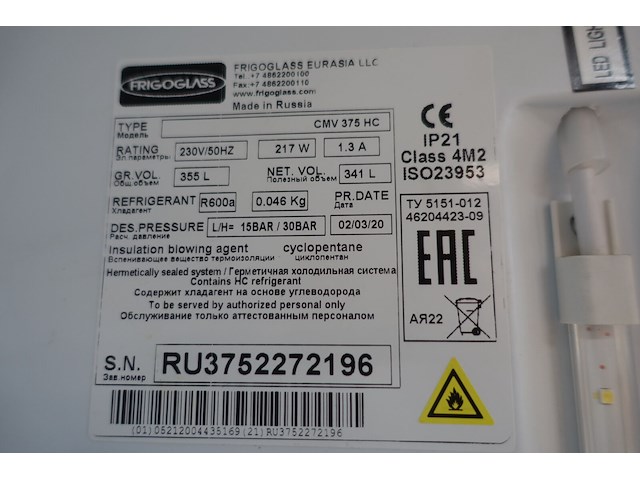 FRIGOGLASS
FRIGOGLASS EURASIA LLC
Tel.+7 4862200100
Fax:+7 4862200110
www.frigoglass.com
Made in Russia
TYPE CMV 375 HC
Модель
RATING 230V/50HZ 217 W 1.3 A
Эл.параметры.
GR.VOL. 355 L NET. VOL. 341 L
Общ.объем Полезный объем
REFRIGERANT R600a 0.046 Kg PR.DATE
Хладагент Дата
DES.PRESSURE L/H= 15BAR / 30BAR 02/03/20
Расч. давление
Insulation blowing agent cyclopentane
Вспенивающее вещество термоизоляции циклопентан
Hermetically sealed system / Герметичная холодильная система
Contains HC refrigerant
Содержит хладагент на основе углеводорода
To be served by authorized personal only
Обслуживание только аттестованным персоналом
S.N. RU3752272196
Зав.номер
(01)05212004435169(21)RU3752272196
CE
IP21
Class 4M2
ISO23953
ТУ 5151-012
46204423-09
EAC
АЯ22
LED LIGH